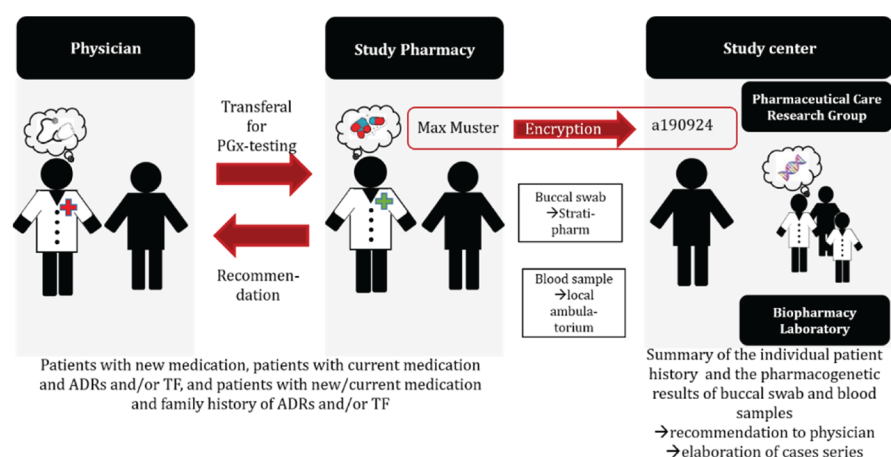 Physician
Study Pharmacy
Study center
Transferal
for
PGx-testing
Recommen-
dation
Max Muster
Encryption
a190924
Pharmaceutical Care
Research Group
Buccal swab
→Strati-
pharm
Blood sample
→local
ambula-
torium
Biopharmacy
Laboratory
Patients with new medication, patients with current medication
and ADRs and/or TF, and patients with new/current medication
and family history of ADRs and/or TF
Summary of the individual patient
history and the pharmacogenetic
results of buccal swab and blood
samples
→recommendation to physician
→elaboration of cases series